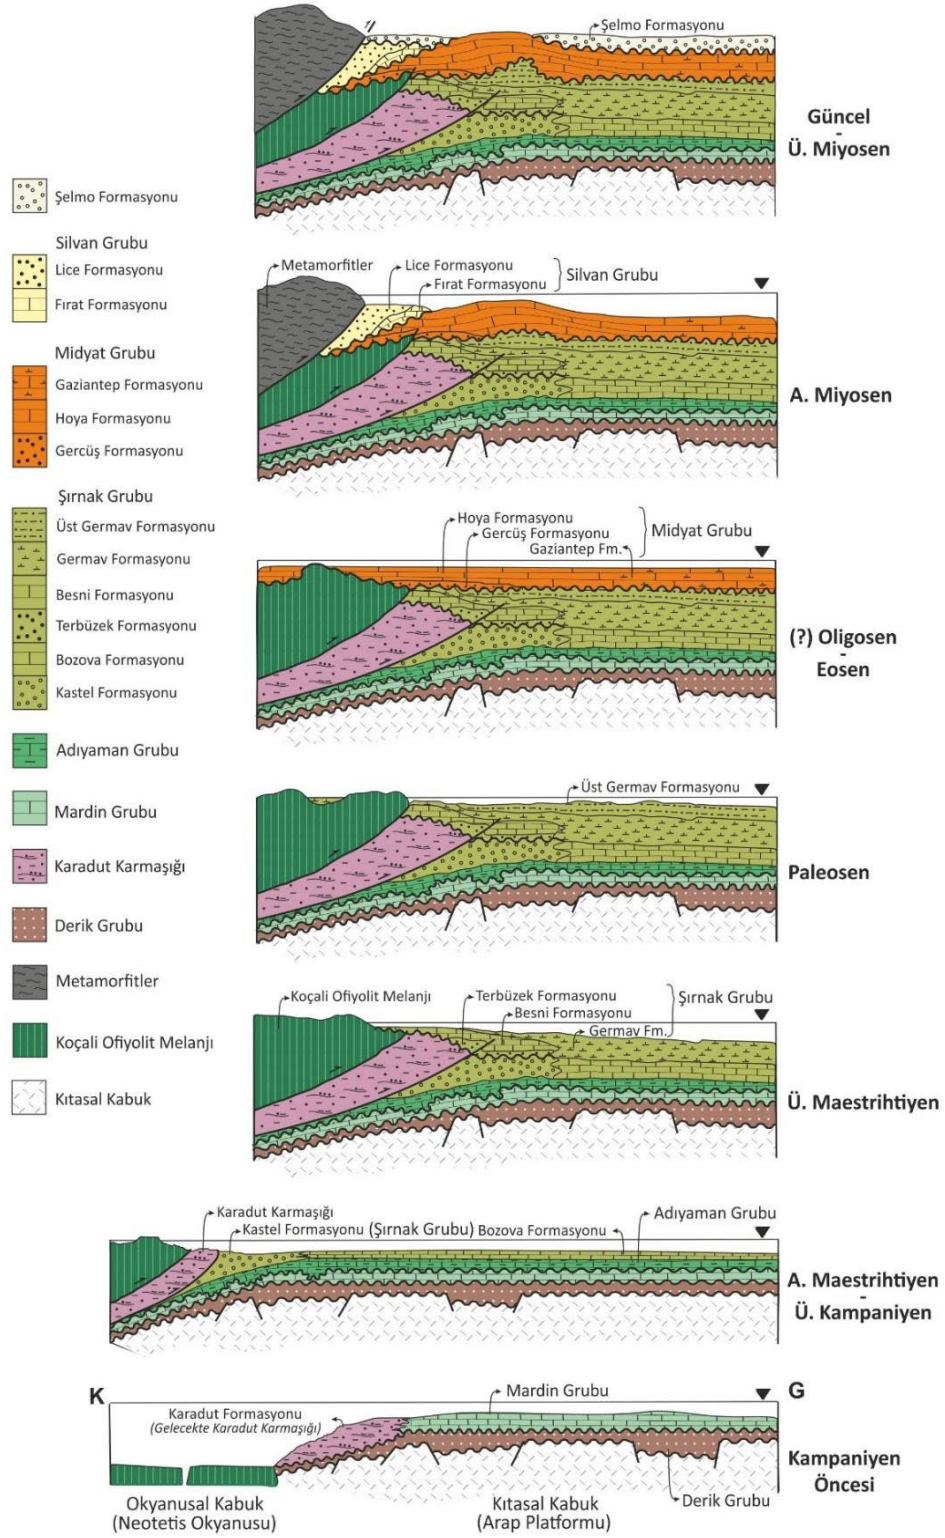 Şelmo Formasyonu
Güncel
-
Ü. Miyosen
Şelmo Formasyonu
Silvan Grubu
Lice Formasyonu
Fırat Formasyonu
Midyat Grubu
Gaziantep Formasyonu
Hoya Formasyonu
Gercüş Formasyonu
Şırnak Grubu
Üst Germav Formasyonu
Germav Formasyonu
Besni Formasyonu
Terbüzek Formasyonu
Bozova Formasyonu
Kastel Formasyonu
Adıyaman Grubu
Mardin Grubu
Karadut Karmaşığı
Derik Grubu
Metamorfitler
Koçali Ofiyolit Melanjı
Kıtasal Kabuk
Metamorfitler
Lice Formasyonu
Fırat Formasyonu
Silvan Grubu
A. Miyosen
Hoya Formasyonu
Gercüş Formasyonu
Gaziantep Fm.
Midyat Grubu
(?) Oligosen
-
Eosen
Üst Germav Formasyonu
Paleosen
Koçali Ofiyolit Melanjı
Terbüzek Formasyonu
Besni Formasyonu
Germav Fm.
Şırnak Grubu
Ü. Maestrihtiyen
Karadut Karmaşığı
Kastel Formasyonu (Şırnak Grubu) Bozova Formasyonu
Adıyaman Grubu
A. Maestrihtiyen
-
Ü. Kampaniyen
K
G
Mardin Grubu
Karadut Formasyonu
(Gelecekte Karadut Karmaşığı)
Kampaniyen
Öncesi
Derik Grubu
Okyanusal Kabuk
(Neotetis Okyanusu)
Kıtasal Kabuk
(Arap Platformu)